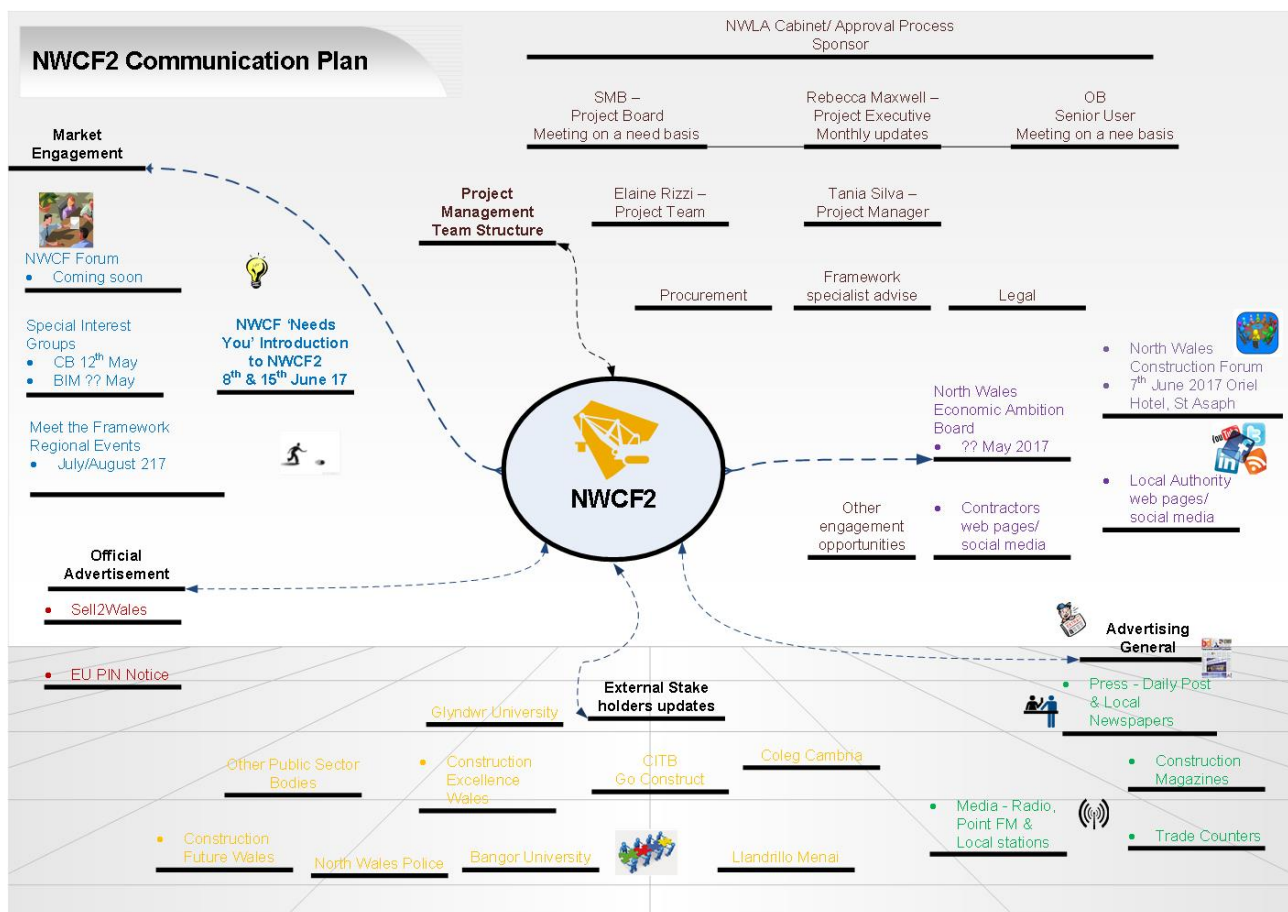 NWCF2 Communication Plan
NWLA Cabinet/ Approval Process
Sponsor
SMB –
Project Board
Meeting on a need basis
Rebecca Maxwell –
Project Executive
Monthly updates
OB
Senior User
Meeting on a nee basis
Market
Engagement
Project
Management
Team Structure
Elaine Rizzi –
Project Team
Tania Silva –
Project Manager
Procurement
Framework
specialist advise
Legal
NWCF Forum
• Coming soon
Special Interest
Groups
• CB 12th May
• BIM ?? May
NWCF ‘Needs
You’ Introduction
to NWCF2
8th & 15th June 17
Meet the Framework
Regional Events
• July/August 217
NWCF2
North Wales
Economic Ambition
Board
• ?? May 2017
• North Wales
Construction Forum
• 7th June 2017 Oriel
Hotel, St Asaph
YouTube
in
Other
engagement
opportunities
• Contractors
web pages/
social media
• Local Authority
web pages/
social media
Official
Advertisement
• Sell2Wales
• EU PIN Notice
External Stake
holders updates
Glyndwr University
Other Public Sector
Bodies
• Construction
Excellence
Wales
CITB
Go Construct
Coleg Cambria
• Construction
Future Wales
North Wales Police
Bangor University
Llandrillo Menai
Advertising
General
• Press - Daily Post
& Local
Newspapers
• Construction
Magazines
• Media - Radio,
Point FM &
Local stations
• Trade Counters